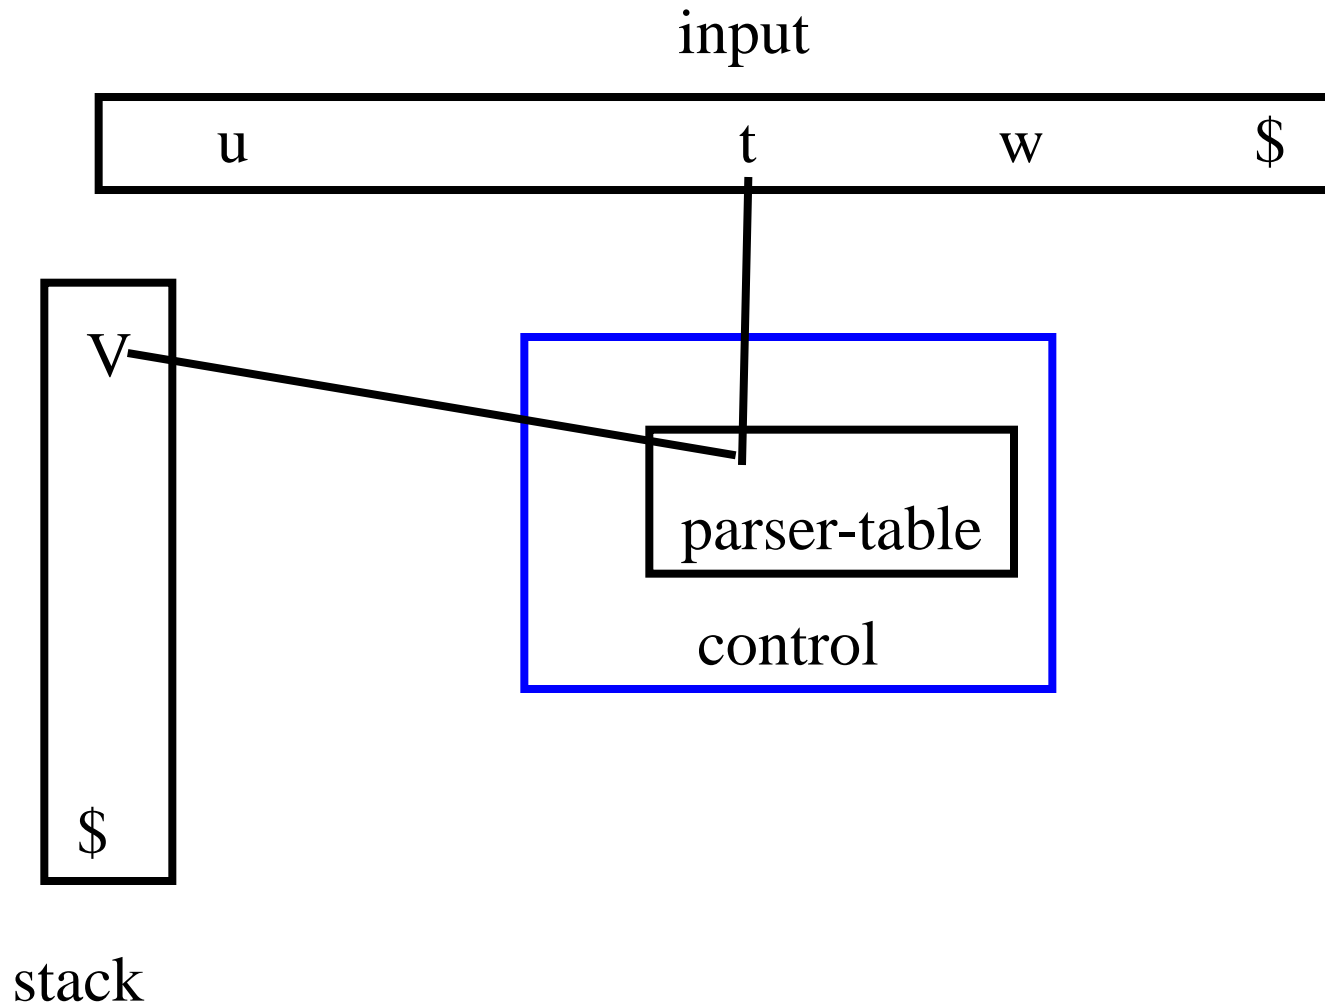 input
u t w $
V
parser-table
control
$
stack